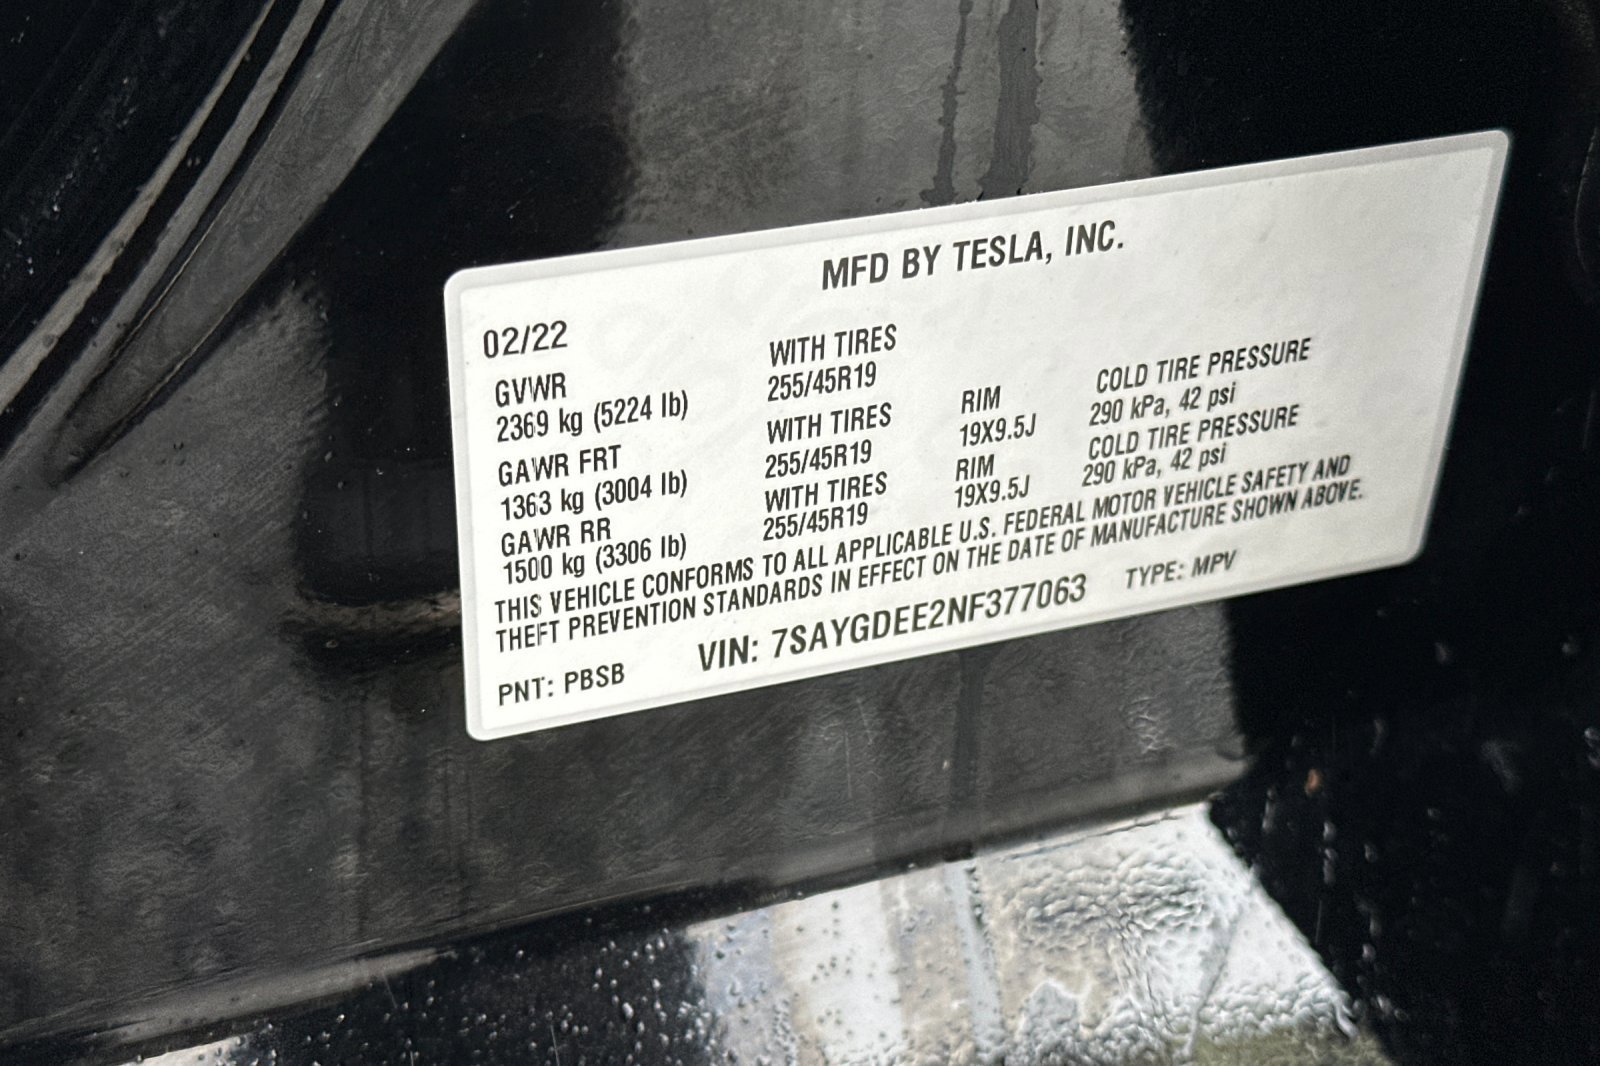 MFD BY TESLA, INC.
02/22
GVWR
2369 kg (5224 lb)
WITH TIRES
255/45R19
GAWR FRT
1363 kg (3004 lb)
WITH TIRES
255/45R19
RIM
19X9.5J
COLD TIRE PRESSURE
290 kPa, 42 psi
GAWR RR
1500 kg (3306 lb)
WITH TIRES
255/45R19
RIM
19X9.5J
COLD TIRE PRESSURE
290 kPa, 42 psi
THIS VEHICLE CONFORMS TO ALL APPLICABLE U.S. FEDERAL MOTOR VEHICLE SAFETY AND
THEFT PREVENTION STANDARDS IN EFFECT ON THE DATE OF MANUFACTURE SHOWN ABOVE.
PNT: PBSB VIN: 7SAYGDEE2NF377063 TYPE: MPV